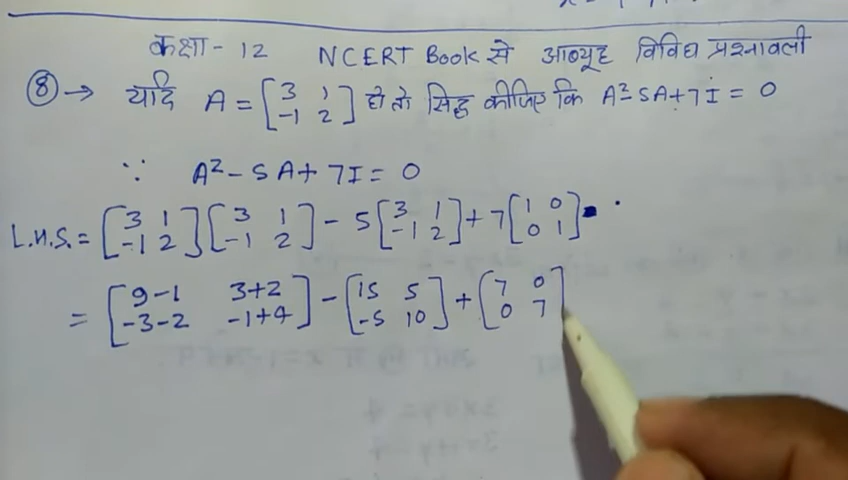 कक्षा - 12 NCERT Book से आव्यूह विविध प्रश्नावली
⑧→ यदि A = [3 1 -1 2] हो तो सिद्ध कीजिए कि A²-5A+7I = 0
∵ A²-5A+7I = 0
L.H.S. = [3 1 -1 2] [3 1 -1 2] - 5 [3 1 -1 2] + 7 [1 0 0 1]
= [9-1 3+2 -3-2 -1+4] - [15 5 -5 10] + [7 0 0 7]